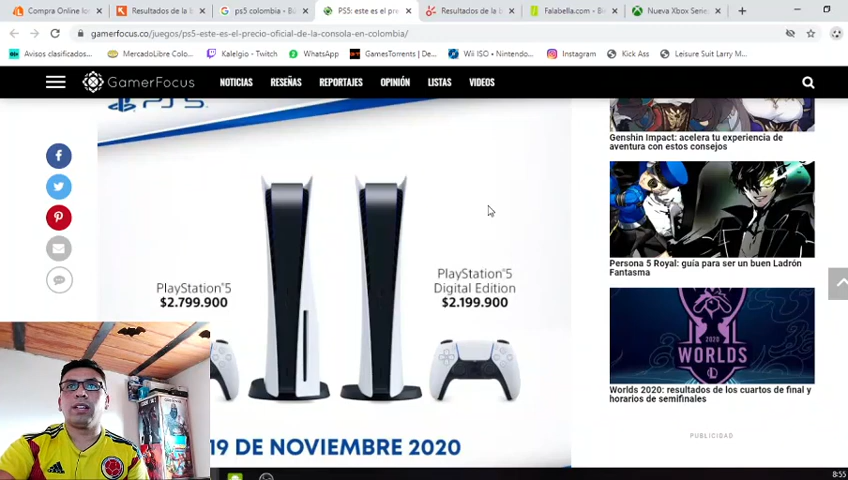 Compra Online lo
Resultados de la b
ps5 colombia - B
PS5: este es el pre
Resultados de la b
Falabella.com - Bi
Nueva Xbox Serie
gamerfocus.co/juegos/ps5-este-es-el-precio-oficial-de-la-consola-en-colombia/
Avisos clasificados...
MercadoLibre Colo
Kalelgio - Twitch
WhatsApp
GamesTorrents | De...
Wii ISO • Nintendo...
Instagram
Kick Ass
Leisure Suit Larry M...
GAMERFOCUS
NOTICIAS
RESEÑAS
REPORTAJES
OPINIÓN
LISTAS
VIDEOS
PS5
PlayStation®5
$2.799.900
PlayStation®5
Digital Edition
$2.199.900
19 DE NOVIEMBRE 2020
Genshin Impact: acelera tu experiencia de
aventura con estos consejos
Persona 5 Royal: guía para ser un buen Ladrón
Fantasma
2020
WORLDS
Worlds 2020: resultados de los cuartos de final y
horarios de semifinales
PUBLICIDAD
8:55